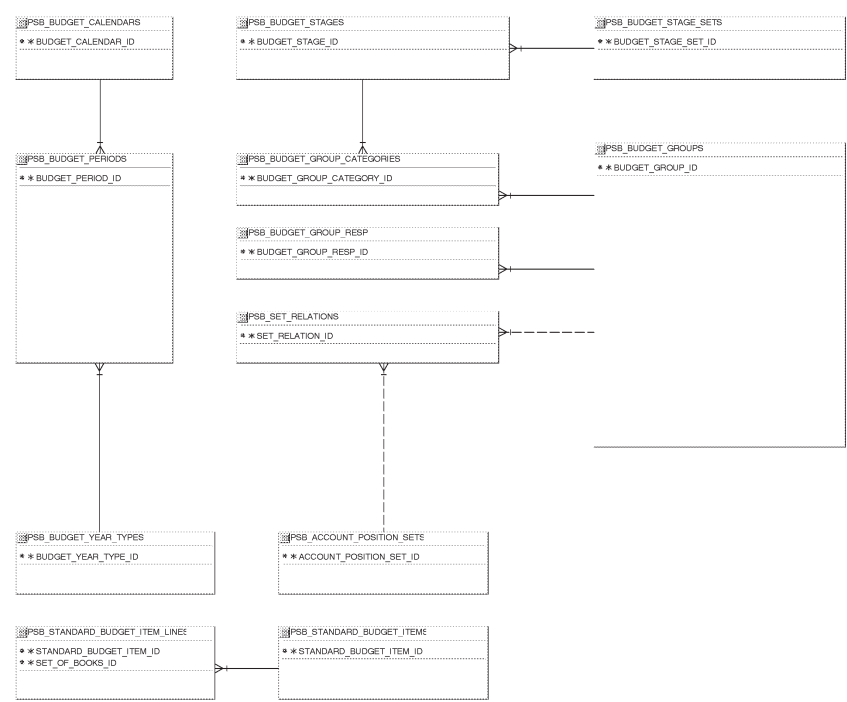 PSB_BUDGET_CALENDARS
* * BUDGET_CALENDAR_ID
PSB_BUDGET_STAGES
* * BUDGET_STAGE_ID
PSB_BUDGET_STAGE_SETS
* * BUDGET_STAGE_SET_ID
PSB_BUDGET_PERIODS
* * BUDGET_PERIOD_ID
PSB_BUDGET_GROUP_CATEGORIES
* * BUDGET_GROUP_CATEGORY_ID
PSB_BUDGET_GROUPS
* * BUDGET_GROUP_ID
PSB_BUDGET_GROUP_RESP
* * BUDGET_GROUP_RESP_ID
PSB_SET_RELATIONS
* * SET_RELATION_ID
PSB_BUDGET_YEAR_TYPES
* * BUDGET_YEAR_TYPE_ID
PSB_ACCOUNT_POSITION_SETS
* * ACCOUNT_POSITION_SET_ID
PSB_STANDARD_BUDGET_ITEM_LINES
* * STANDARD_BUDGET_ITEM_ID
* * SET_OF_BOOKS_ID
PSB_STANDARD_BUDGET_ITEMS
* * STANDARD_BUDGET_ITEM_ID